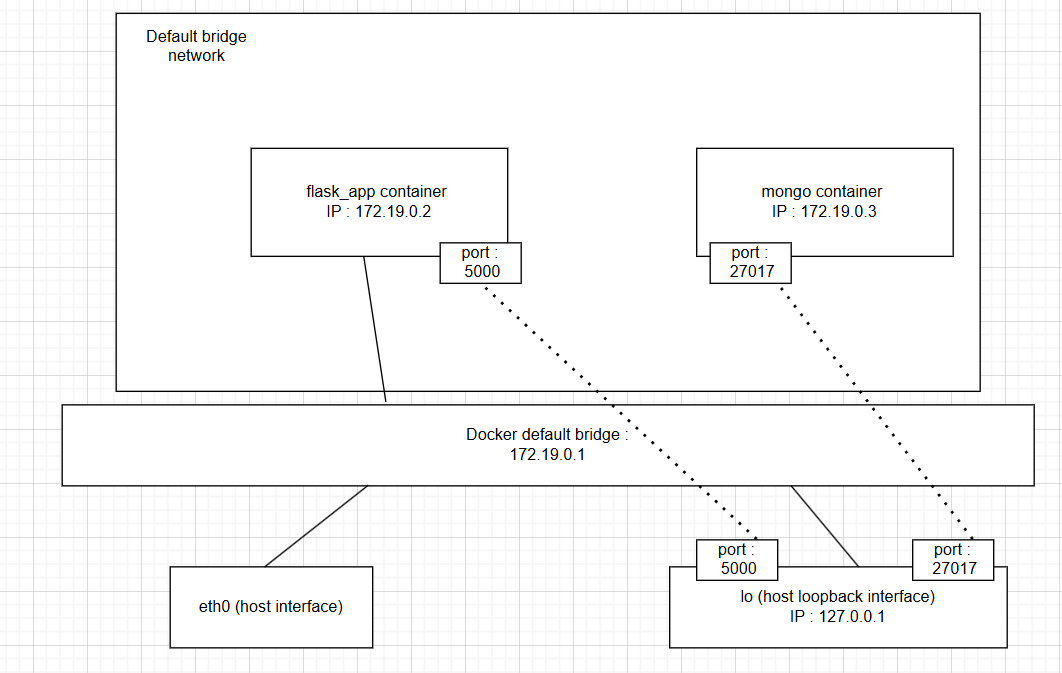 Default bridge
network
flask_app container
IP : 172.19.0.2
port :
5000
mongo container
IP : 172.19.0.3
port :
27017
Docker default bridge :
172.19.0.1
eth0 (host interface)
port :
5000
port :
27017
lo (host loopback interface)
IP : 127.0.0.1